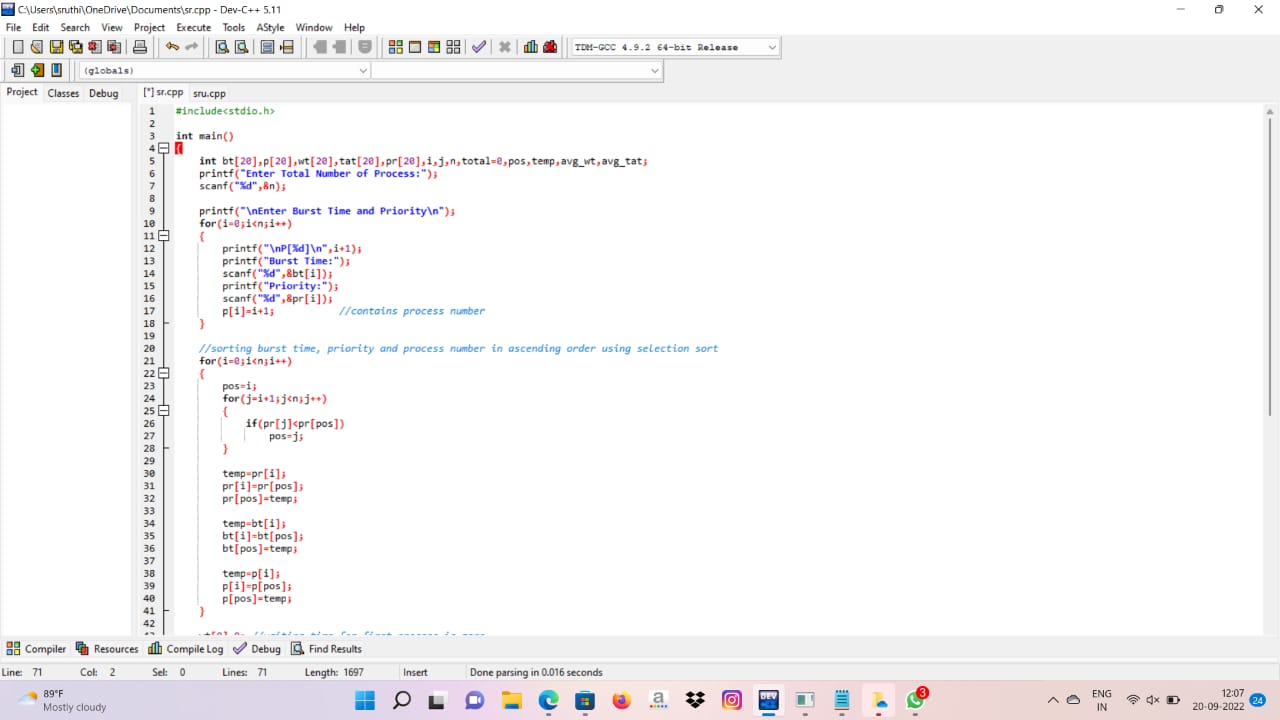 C:\Users\sruthi\OneDrive\Documents\sr.cpp - Dev-C++ 5.11
File Edit Search View Project Execute Tools AStyle Window Help
TDM-GCC 4.9.2 64-bit Release
(globals)
Project Classes Debug [*] sr.cpp sru.cpp
1 #include<stdio.h>
2
3 int main()
4 {
5 int bt[20],p[20],wt[20],tat[20],pr[20],i,j,n,total=0,pos,temp,avg_wt,avg_tat;
6 printf("Enter Total Number of Process:");
7 scanf("%d",&n);
8
9 printf("\nEnter Burst Time and Priority\n");
10 for(i=0;i<n;i++)
11 {
12 printf("\nP[%d]\n",i+1);
13 printf("Burst Time:");
14 scanf("%d",&bt[i]);
15 printf("Priority:");
16 scanf("%d",&pr[i]);
17 p[i]=i+1; //contains process number
18 }
19
20 //sorting burst time, priority and process number in ascending order using selection sort
21 for(i=0;i<n;i++)
22 {
23 pos=i;
24 for(j=i+1;j<n;j++)
25 {
26 if(pr[j]<pr[pos])
27 pos=j;
28 }
29
30 temp=pr[i];
31 pr[i]=pr[pos];
32 pr[pos]=temp;
33
34 temp=bt[i];
35 bt[i]=bt[pos];
36 bt[pos]=temp;
37
38 temp=p[i];
39 p[i]=p[pos];
40 p[pos]=temp;
41 }
42
Compiler Resources Compile Log Debug Find Results
Line: 71 Col: 2 Sel: 0 Lines: 71 Length: 1697 Insert Done parsing in 0.016 seconds
89°F
Mostly cloudy
3
ENG
IN
12:07
20-09-2022
24